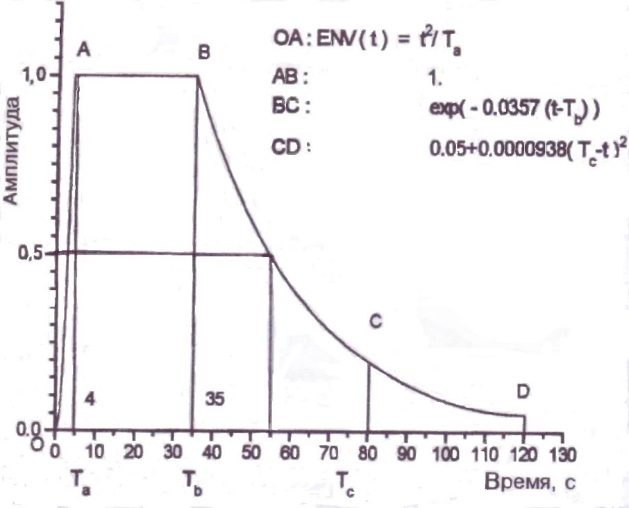 OA: ENV(t) = t²/Tₐ
AB: 1.
BC: exp( - 0.0357 (t-T_b) )
CD: 0.05+0.0000938( T_c-t )²
Амплитуда
A
B
1,0
0,5
C
D
4
35
0.0
O
0 10 20 30 40 50 60 70 80 90 100 110 120 130
Tₐ T_b T_c Время, с